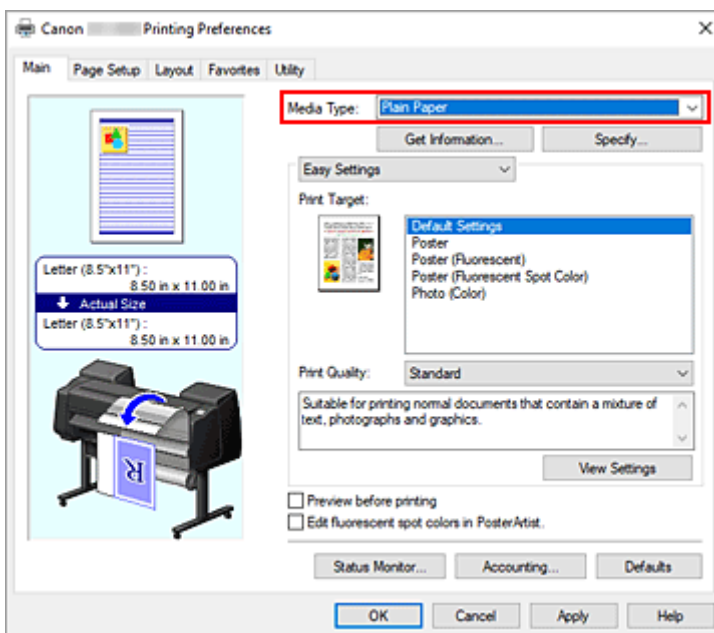 Canon Printing Preferences
Main Page Setup Layout Favorites Utility
Media Type: Plain Paper
Get Information... Specify...
Easy Settings
Print Target:
Default Settings
Poster
Poster (Fluorescent)
Poster (Fluorescent Spot Color)
Photo (Color)
Letter (8.5"x11") :
8.50 in x 11.00 in
Actual Size
Letter (8.5"x11") :
8.50 in x 11.00 in
R
Print Quality: Standard
Suitable for printing normal documents that contain a mixture of
text, photographs and graphics.
View Settings
Preview before printing
Edit fluorescent spot colors in PosterArtist.
Status Monitor... Accounting... Defaults
OK Cancel Apply Help